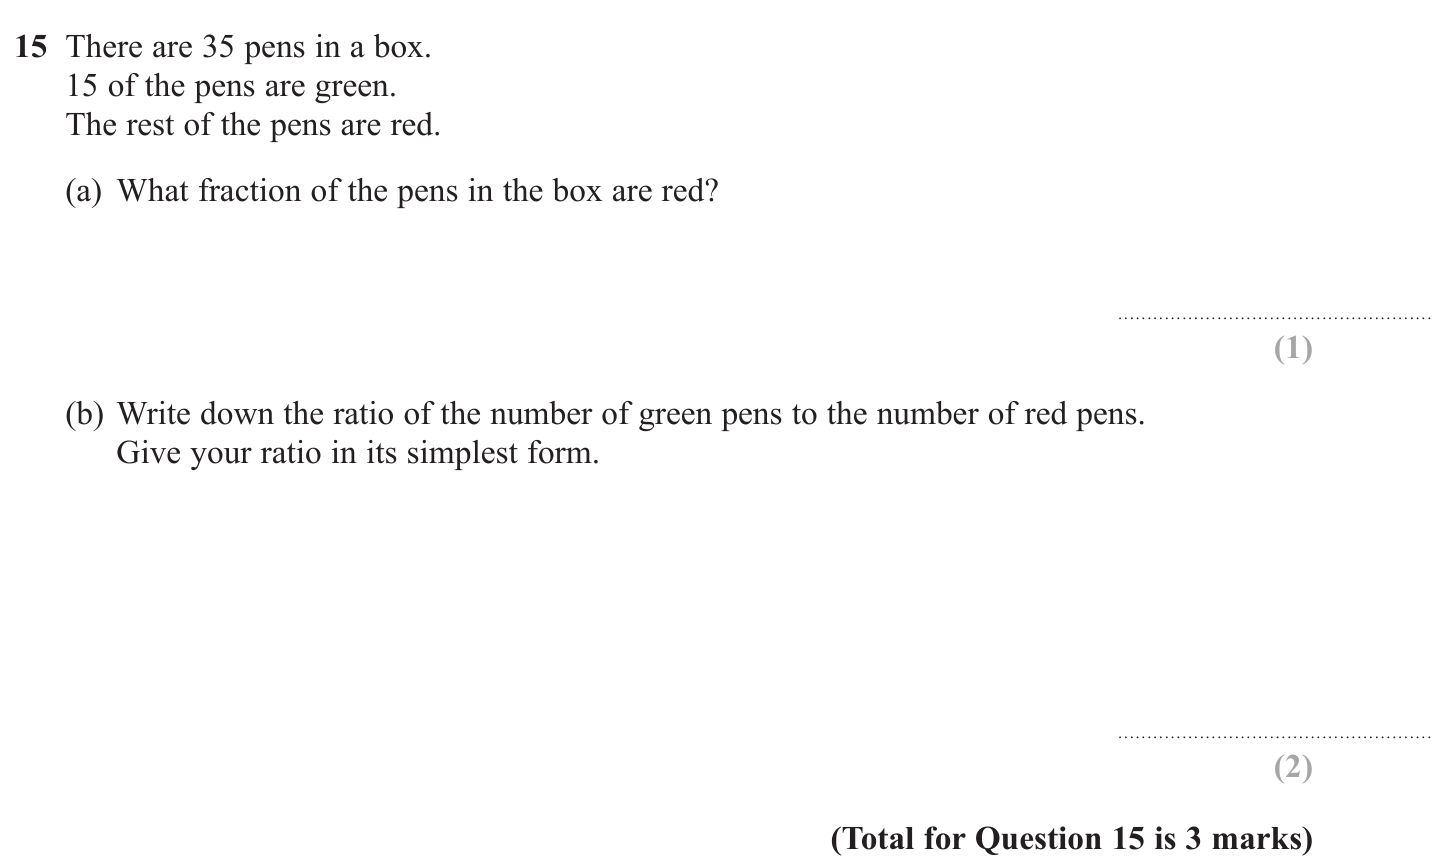 15 There are 35 pens in a box.
15 of the pens are green.
The rest of the pens are red.
(a) What fraction of the pens in the box are red?
(1)
(b) Write down the ratio of the number of green pens to the number of red pens.
Give your ratio in its simplest form.
(2)
(Total for Question 15 is 3 marks)